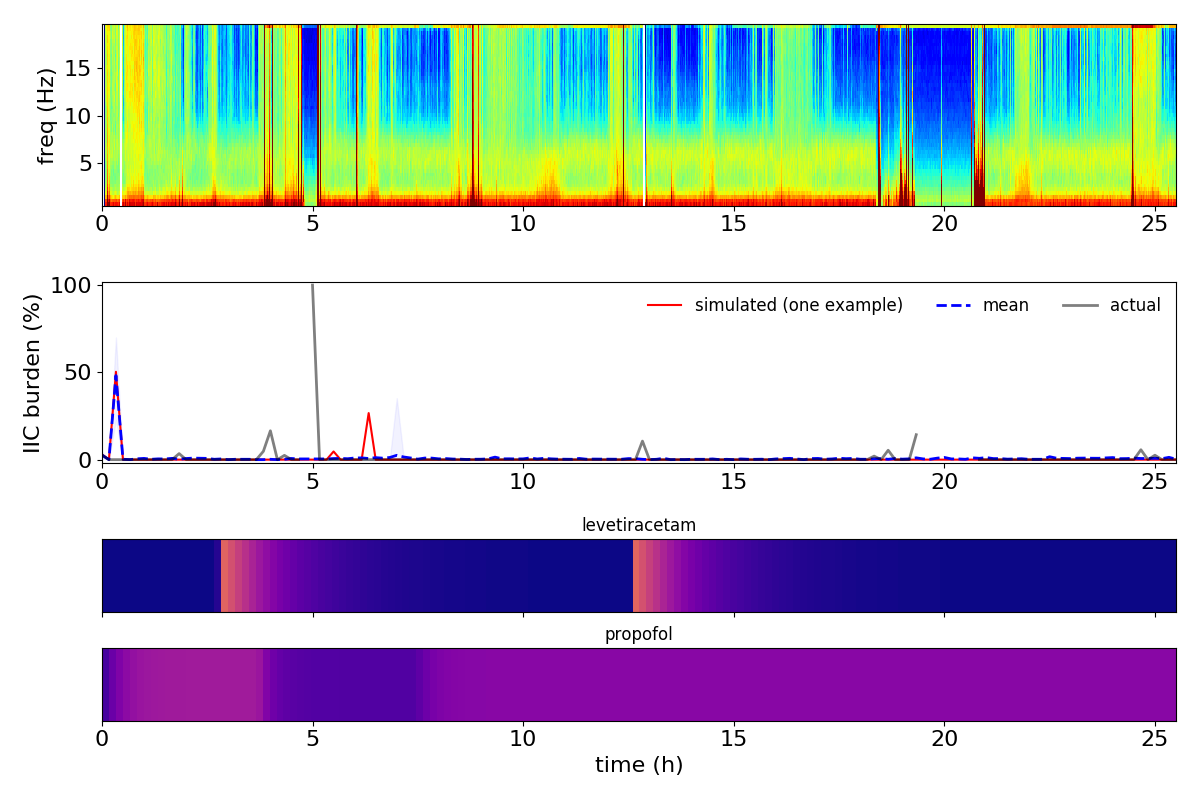 freq (Hz)
15
10
5
0 5 10 15 20 25
IIC burden (%)
100
50
0
simulated (one example) mean actual
0 5 10 15 20 25
levetiracetam
propofol
0 5 10 15 20 25
time (h)